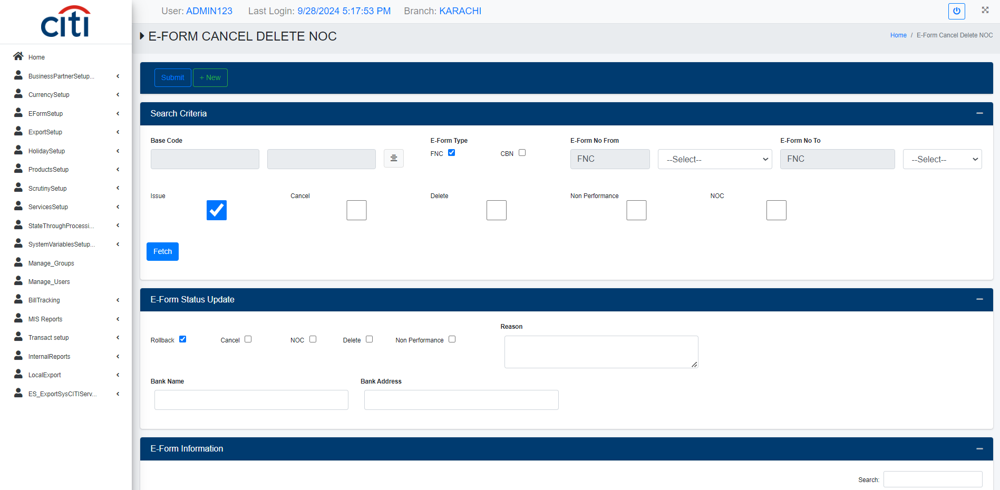 citi
User: ADMIN123 Last Login: 9/28/2024 5:17:53 PM Branch: KARACHI
E-FORM CANCEL DELETE NOC
Home / E-Form Cancel Delete NOC
Home
BusinessPartnerSetup...
CurrencySetup
EFormSetup
ExportSetup
HolidaySetup
ProductsSetup
ScrutinySetup
ServicesSetup
StateThroughProcessi...
SystemVariablesSetup...
Manage_Groups
Manage_Users
BillTracking
MIS Reports
Transact setup
InternalReports
LocalExport
ES_ExportSysCITIServ...
Submit + New
Search Criteria
Base Code E-Form Type E-Form No From E-Form No To
FNC CBN FNC --Select-- FNC --Select--
Issue Cancel Delete Non Performance NOC
Fetch
E-Form Status Update
Reason
Rollback Cancel NOC Delete Non Performance
Bank Name Bank Address
E-Form Information
Search: